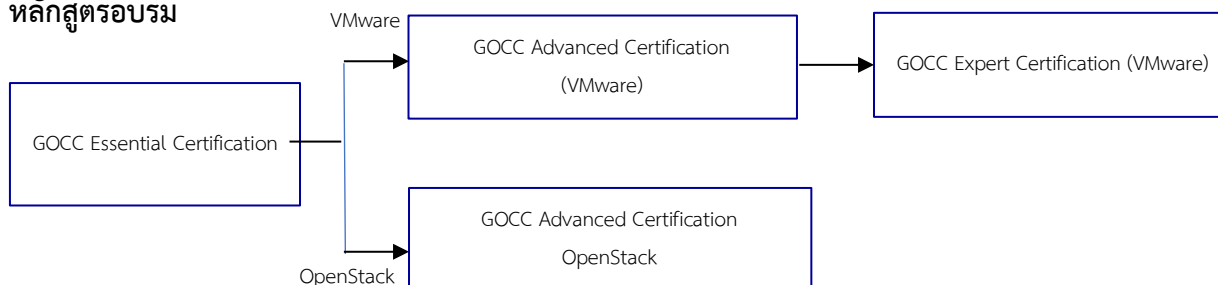 หลักสูตรอบรม
VMware
GOCC Advanced Certification
(VMware)
GOCC Expert Certification (VMware)
GOCC Essential Certification
GOCC Advanced Certification
OpenStack
OpenStack